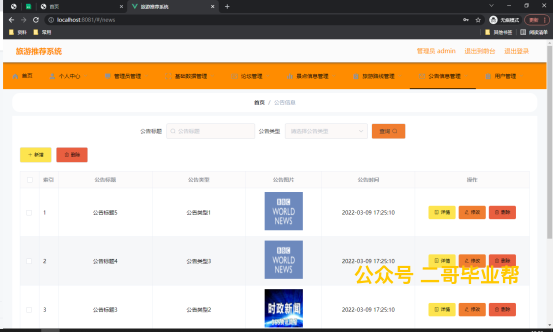 首页
旅游推荐系统
localhost:8081/#/news
无痕模式
更新
资料
常用
其他书签
阅读清单
旅游推荐系统
管理员 admin
退出到前台
退出登录
首页
个人中心
管理员管理
基础数据管理
论坛管理
景点信息管理
旅游路线管理
公告信息管理
用户管理
首页 / 公告信息
公告标题
公告标题
公告类型
请选择公告类型
查询
+ 新增
删除
索引
公告标题
公告类型
公告图片
公告时间
操作
1
公告标题5
公告类型1
BBC
WORLD
NEWS
2022-03-09 17:25:10
详情
修改
删除
2
公告标题4
公告类型3
BBC
WORLD
NEWS
2022-03-09 17:25:10
详情
修改
删除
公众号 二哥毕业帮
3
公告标题3
公告类型2
时政新闻
2022-03-09 17:25:10
详情
修改
删除